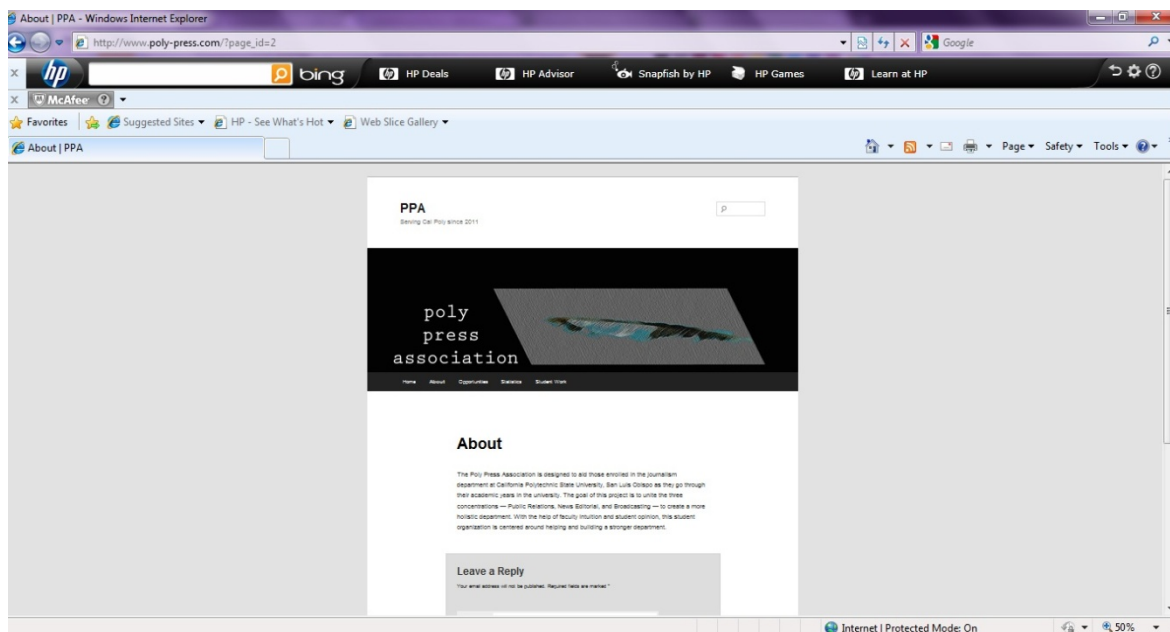 About | PPA - Windows Internet Explorer
http://www.poly-press.com/?page_id=2
Google
hp
bing
HP Deals
HP Advisor
Snapfish by HP
HP Games
Learn at HP
McAfee
Favorites
Suggested Sites
HP - See What's Hot
Web Slice Gallery
About | PPA
Page
Safety
Tools
PPA
Serving Cal Poly since 2011
poly
press
association
Home About Opportunities Statistics Student Work
About
The Poly Press Association is designed to aid those enrolled in the journalism
department at California Polytechnic State University, San Luis Obispo as they go through
their academic years in the university. The goal of this project is to unite the three
concentrations — Public Relations, News Editorial, and Broadcasting — to create a more
holistic department. With the help of faculty intuition and student opinion, this student
organization is centered around helping and building a stronger department.
Leave a Reply
Your email address will not be published. Required fields are marked *
Internet | Protected Mode: On
50%